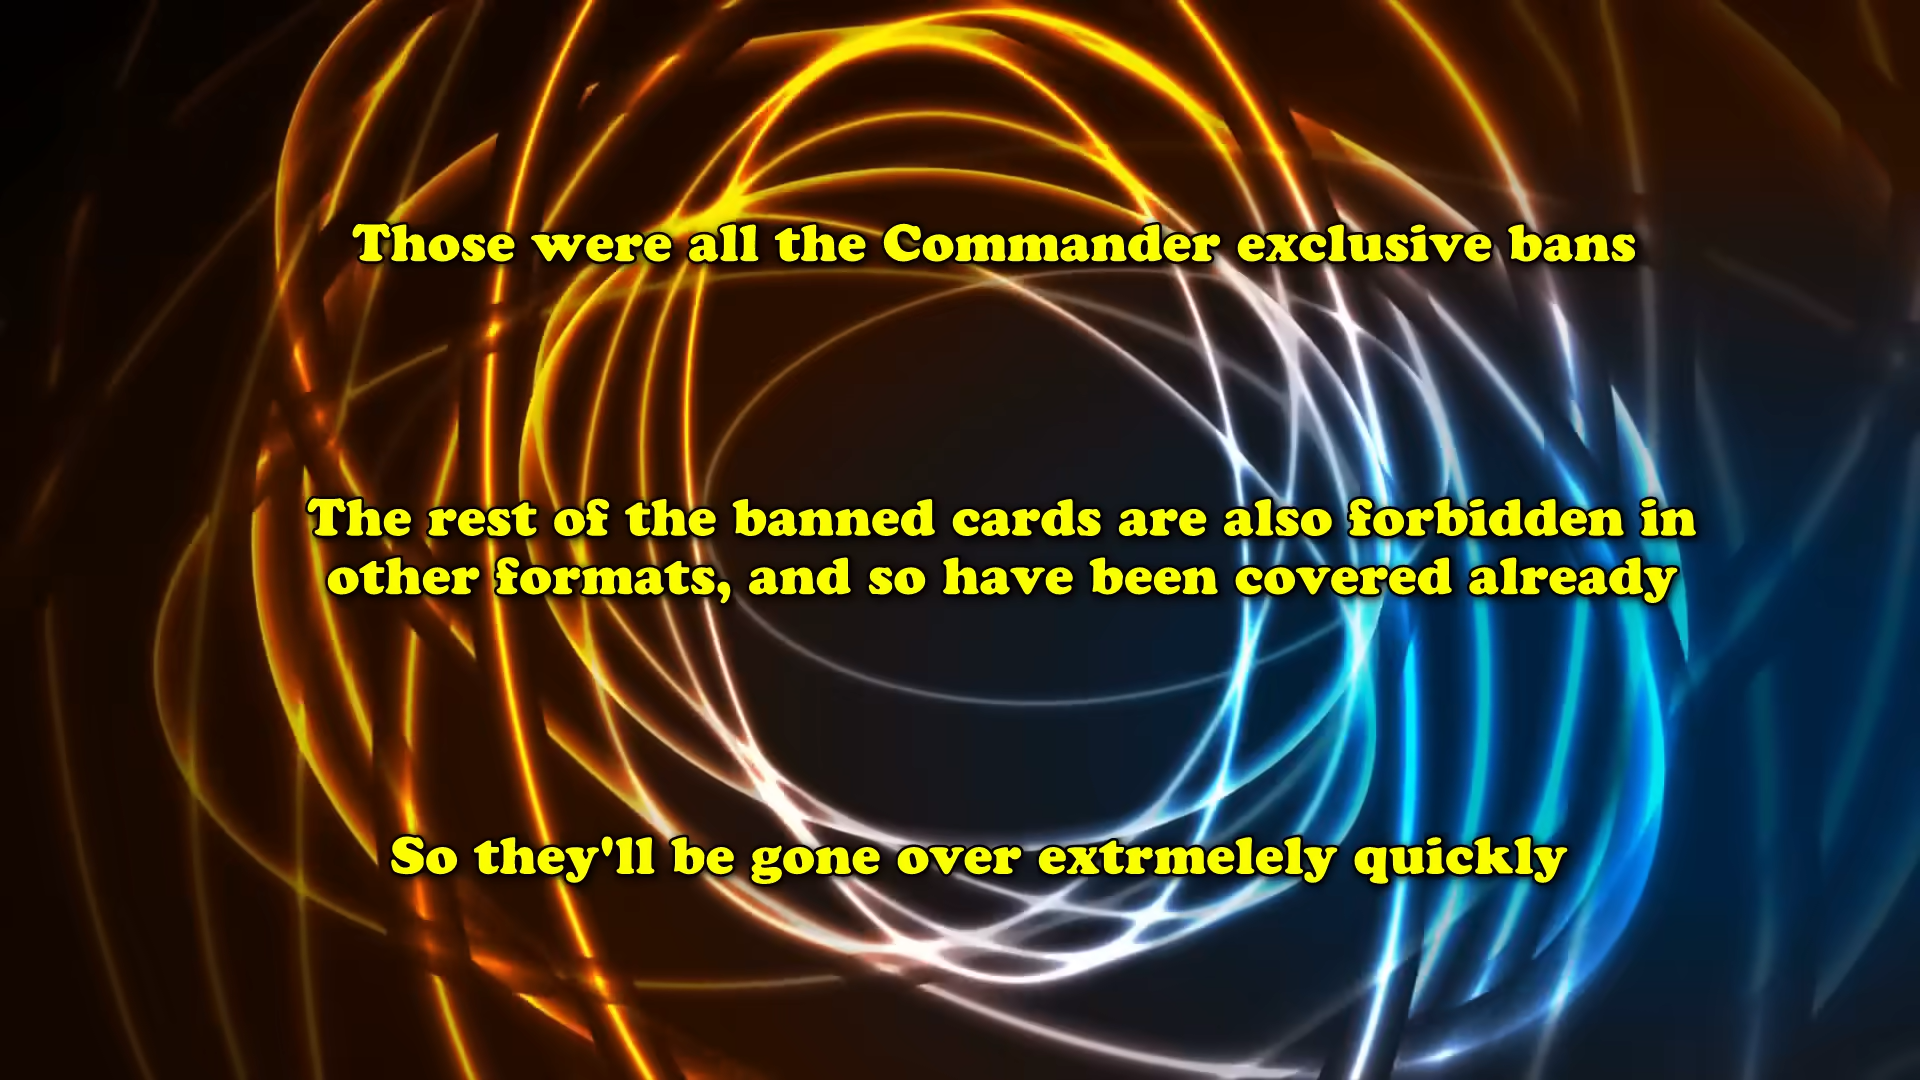 Those were all the Commander exclusive bans
The rest of the banned cards are also forbidden in
other formats, and so have been covered already
So they'll be gone over extrmelely quickly